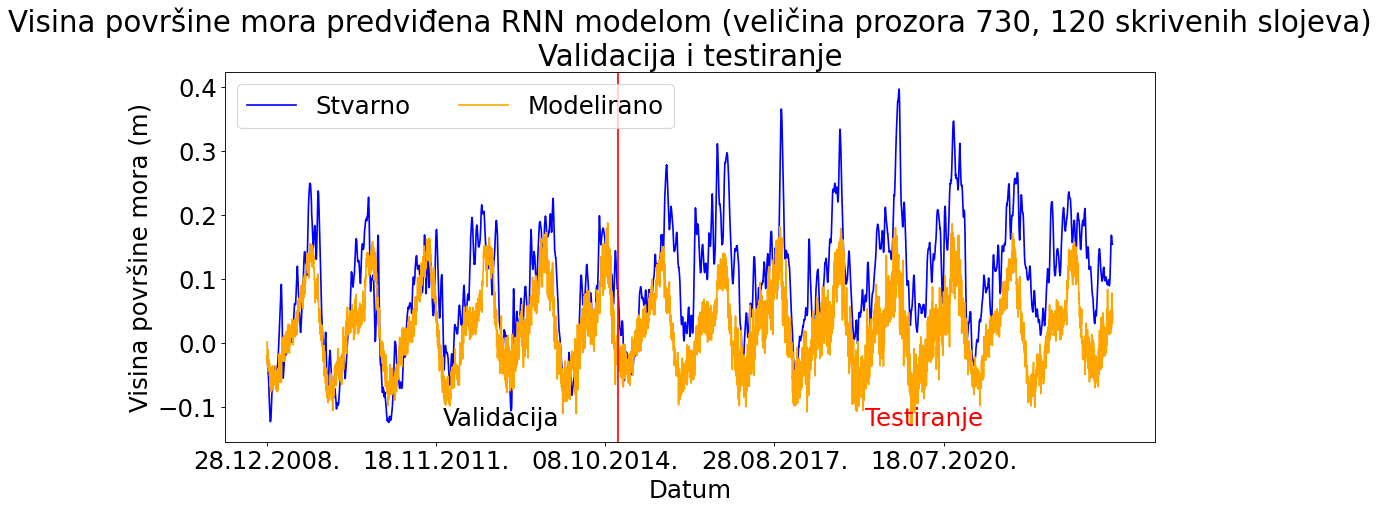 Visina površine mora predviđena RNN modelom (veličina prozora 730, 120 skrivenih slojeva)
Validacija i testiranje
Stvarno
Modelirano
Visina površine mora (m)
0.4
0.3
0.2
0.1
0.0
−0.1
Validacija
Testiranje
28.12.2008.
18.11.2011.
08.10.2014.
28.08.2017.
18.07.2020.
Datum